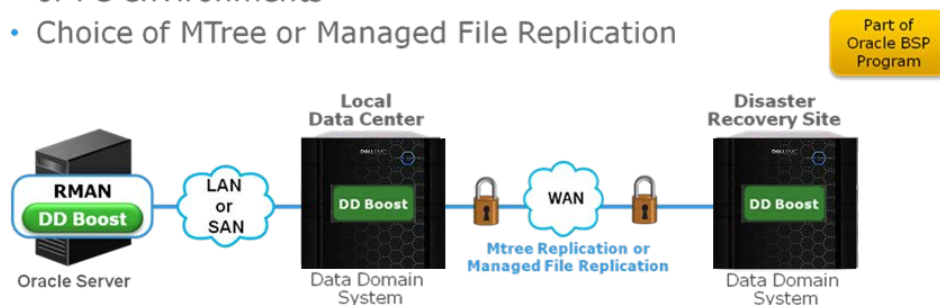 • Choice of MTree or Managed File Replication
Part of
Oracle BSP
Program
Local
Data Center
Disaster
Recovery Site
RMAN
DD Boost
LAN
or
SAN
DELLEMC
DD Boost
WAN
DELLEMC
DD Boost
Mtree Replication or
Managed File Replication
Oracle Server
Data Domain
System
Data Domain
System